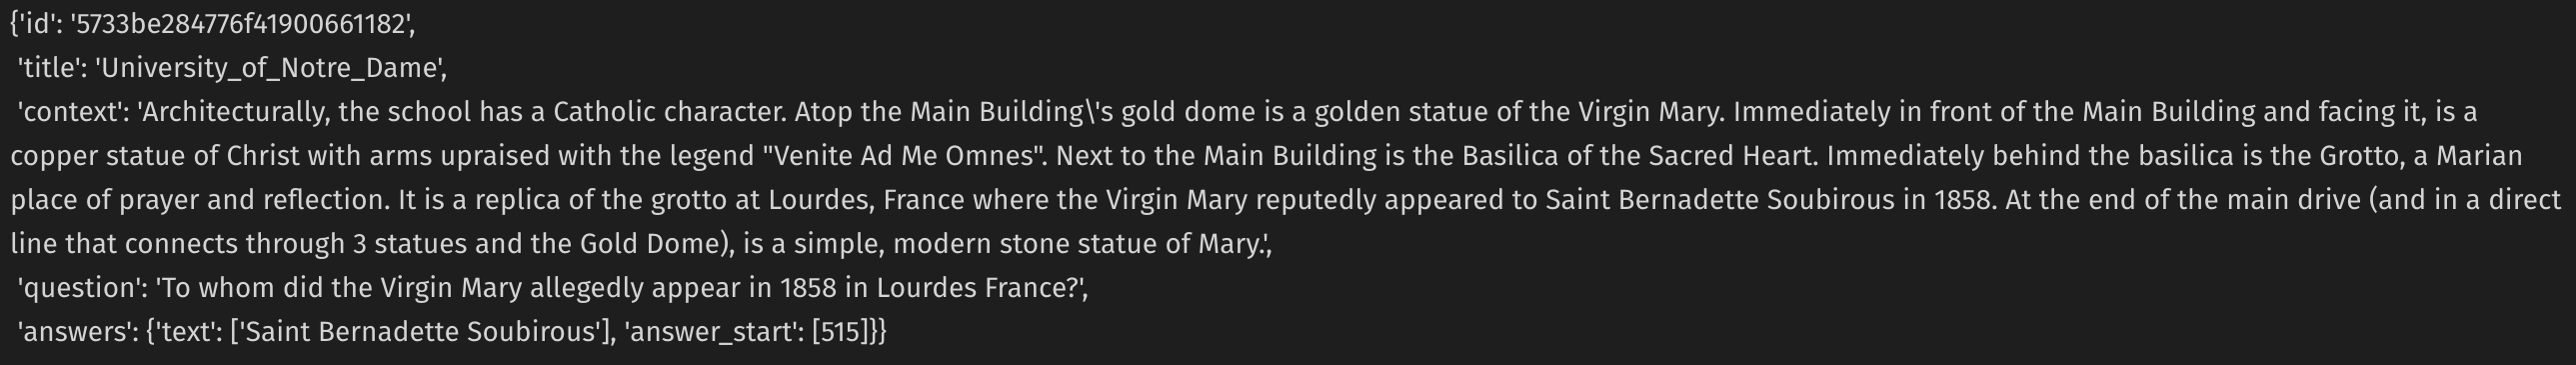 {'id': '5733be284776f41900661182',
'title': 'University_of_Notre_Dame',
'context': 'Architecturally, the school has a Catholic character. Atop the Main Building\'s gold dome is a golden statue of the Virgin Mary. Immediately in front of the Main Building and facing it, is a
copper statue of Christ with arms upraised with the legend "Venite Ad Me Omnes". Next to the Main Building is the Basilica of the Sacred Heart. Immediately behind the basilica is the Grotto, a Marian
place of prayer and reflection. It is a replica of the grotto at Lourdes, France where the Virgin Mary reputedly appeared to Saint Bernadette Soubirous in 1858. At the end of the main drive (and in a direct
line that connects through 3 statues and the Gold Dome), is a simple, modern stone statue of Mary.',
'question': 'To whom did the Virgin Mary allegedly appear in 1858 in Lourdes France?',
'answers': {'text': ['Saint Bernadette Soubirous'], 'answer_start': [515]}}